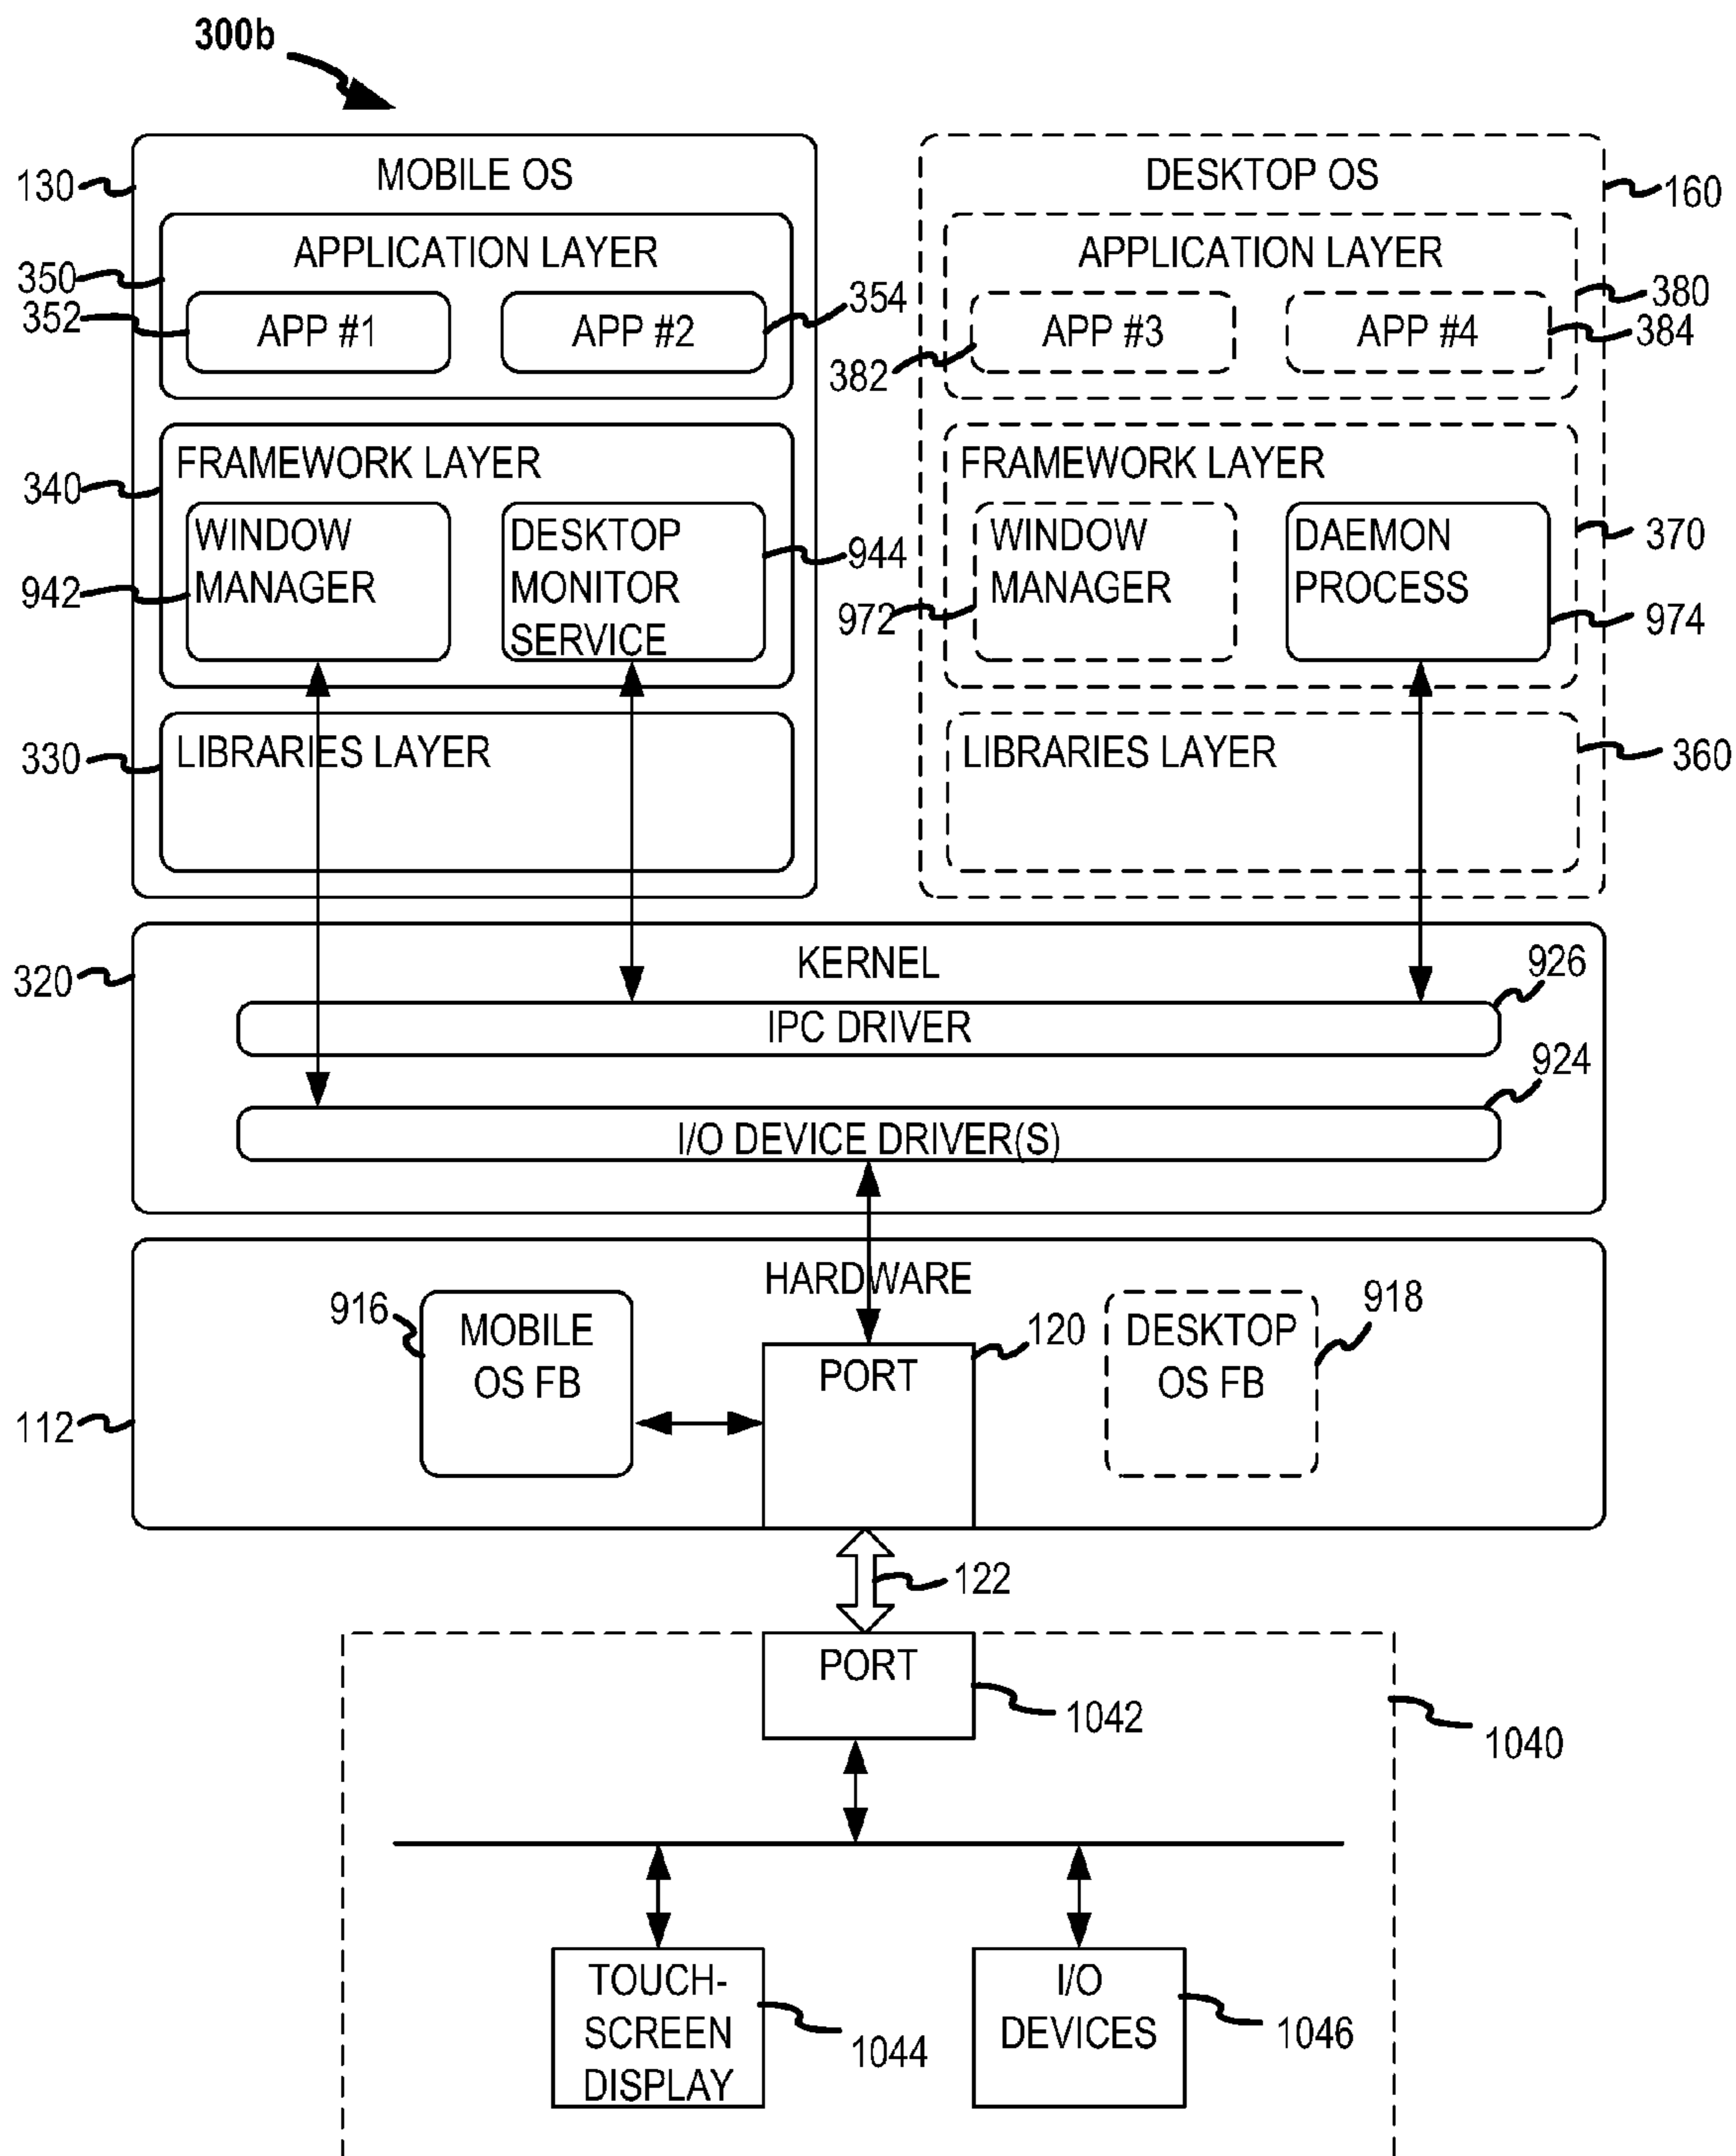 300b
MOBILE OS
DESKTOP OS
130
160
APPLICATION LAYER
APPLICATION LAYER
350
352
APP #1
APP #2
354
382
APP #3
APP #4
380
384
FRAMEWORK LAYER
FRAMEWORK LAYER
340
942
WINDOW
MANAGER
DESKTOP
MONITOR
SERVICE
944
972
WINDOW
MANAGER
DAEMON
PROCESS
370
974
330
LIBRARIES LAYER
LIBRARIES LAYER
360
320
KERNEL
926
IPC DRIVER
924
I/O DEVICE DRIVER(S)
HARDWARE
916
MOBILE
OS FB
120
PORT
DESKTOP
OS FB
918
112
122
PORT
1042
1040
TOUCH-
SCREEN
DISPLAY
1044
I/O
DEVICES
1046